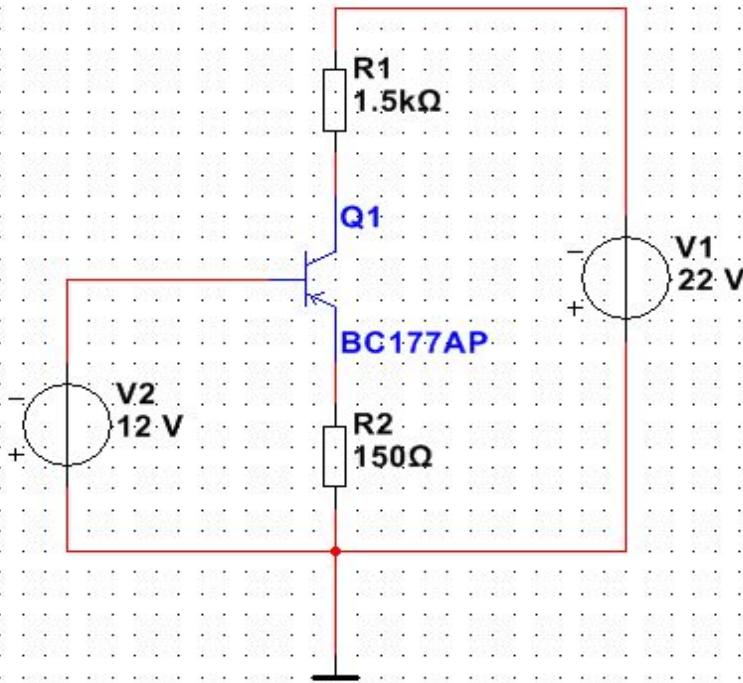 R1
1.5kΩ
Q1
−
+
V1
22 V
BC177AP
−
+
V2
12 V
R2
150Ω